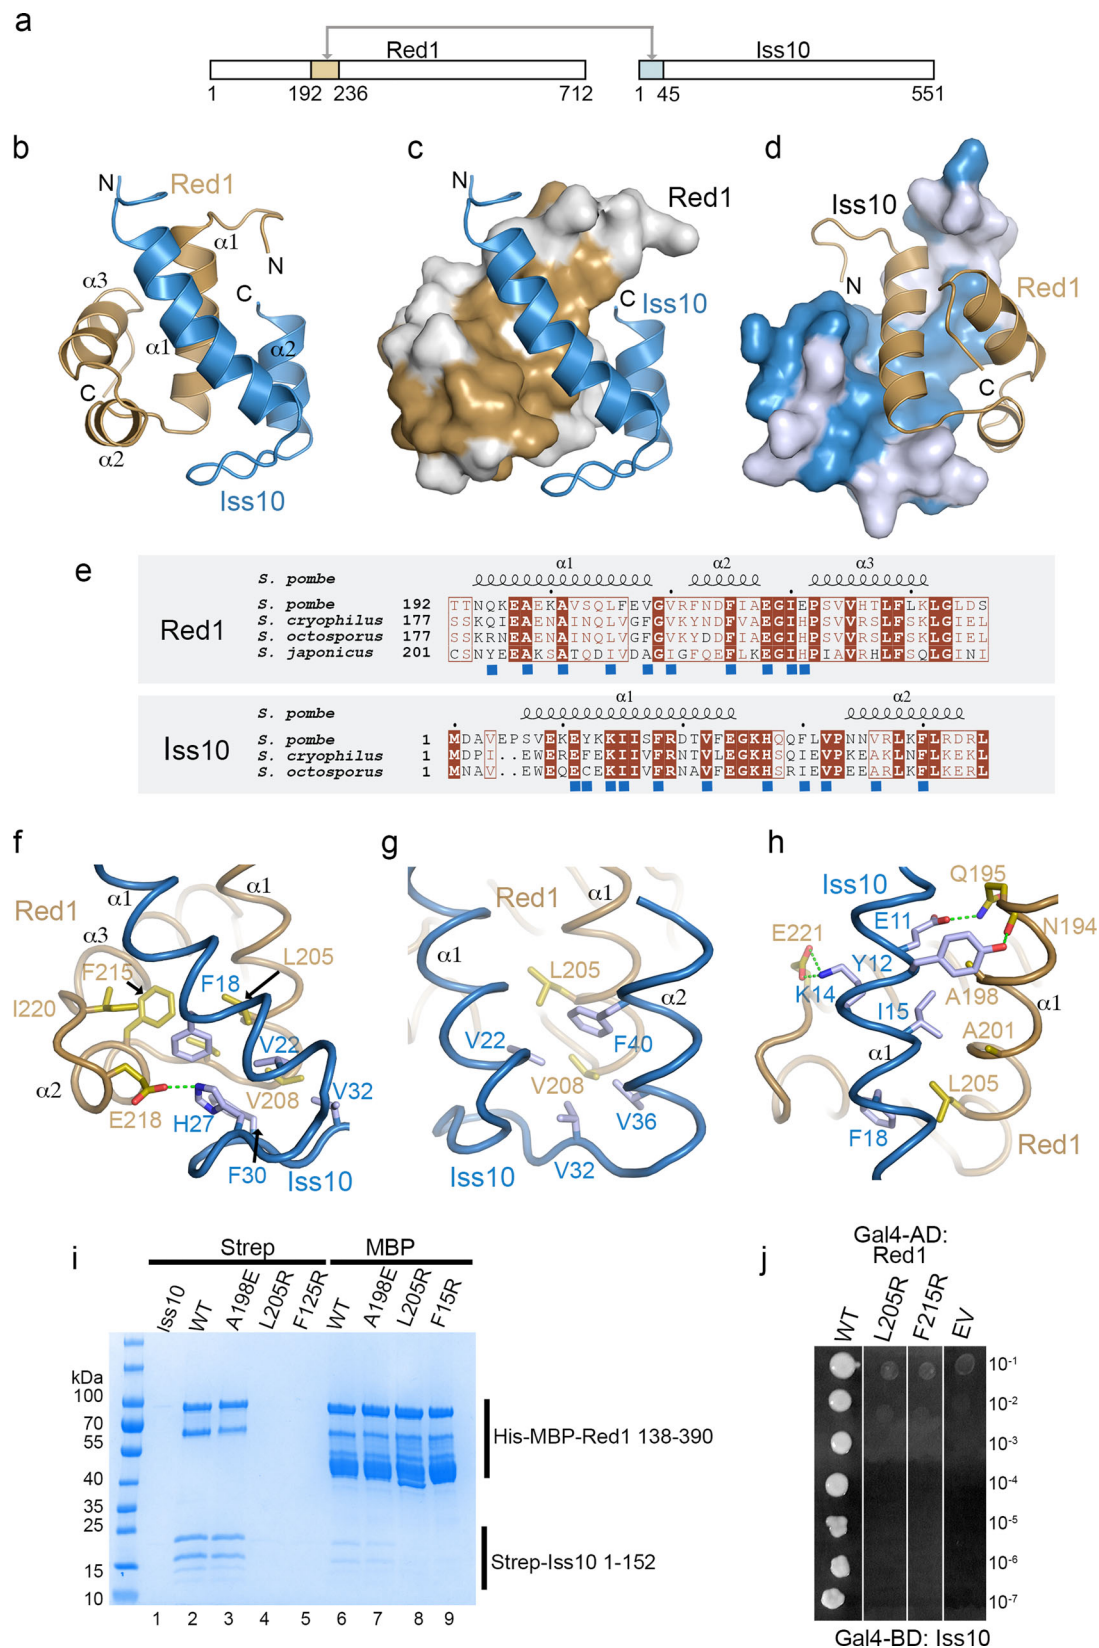 a
Red1
Iss10
1 192 236 712
1 45 551
b
N
Red1
α1
N
α3
C
α1
α2
C
α2
Iss10
c
N
Red1
C
Iss10
d
Iss10
N
Red1
C
e
α1 α2 α3
S. pombe
Red1
S. pombe 192 TTNQKEAEKAVSQLFEVGVRFNDFIAEGIEPSVVHTLFLKLGLDS
S. cryophilus 177 SSKQIEAENAINQLVGFGVKYNDFVAEGIHPSVVRSLFSKLGIEL
S. octosporus 177 SSKRNEAENAINQLVGFGVKYDDFIAEGIHPSVVRSLFSKLGIEL
S. japonicus 201 CSNYEEAKSATQDIVDAGIGFQEFLKEGIHPIAVRHLFSQLGINI
α1 α2
S. pombe
Iss10
S. pombe 1 MDAYEPSVEKEYKKIISFRDTVFEGKHQQFLVPNNVRLKNFLRDRL
S. cryophilus 1 MDPI..EWEREFEKIIVFRNTVLEGKHSQIEVPKEARLKFFLKERL
S. octosporus 1 MNAV..EWEQECEKIIVFRNAVFEGKHSRIEVPEEARLKFFLKERL
f
α1
α1
Red1
α3
F215
F18
L205
I220
V22
α2
V208
V32
E218
H27
F30
Iss10
g
Red1
α1
α1
L205
α2
V22
F40
V208
V36
Iss10
V32
h
Iss10
Q195
E11
N194
E221
Y12
K14
A198
α1
I15
A201
α1
L205
F18
Red1
i
Strep
MBP
Iss10 WT A198E L205R F125R WT A198E L205R F15R
kDa
100
70
55
40
35
25
15
10
His-MBP-Red1 138-390
Strep-Iss10 1-152
1 2 3 4 5 6 7 8 9
j
Gal4-AD:
Red1
WT L205R F215R EV
10⁻¹
10⁻²
10⁻³
10⁻⁴
10⁻⁵
10⁻⁶
10⁻⁷
Gal4-BD: Iss10